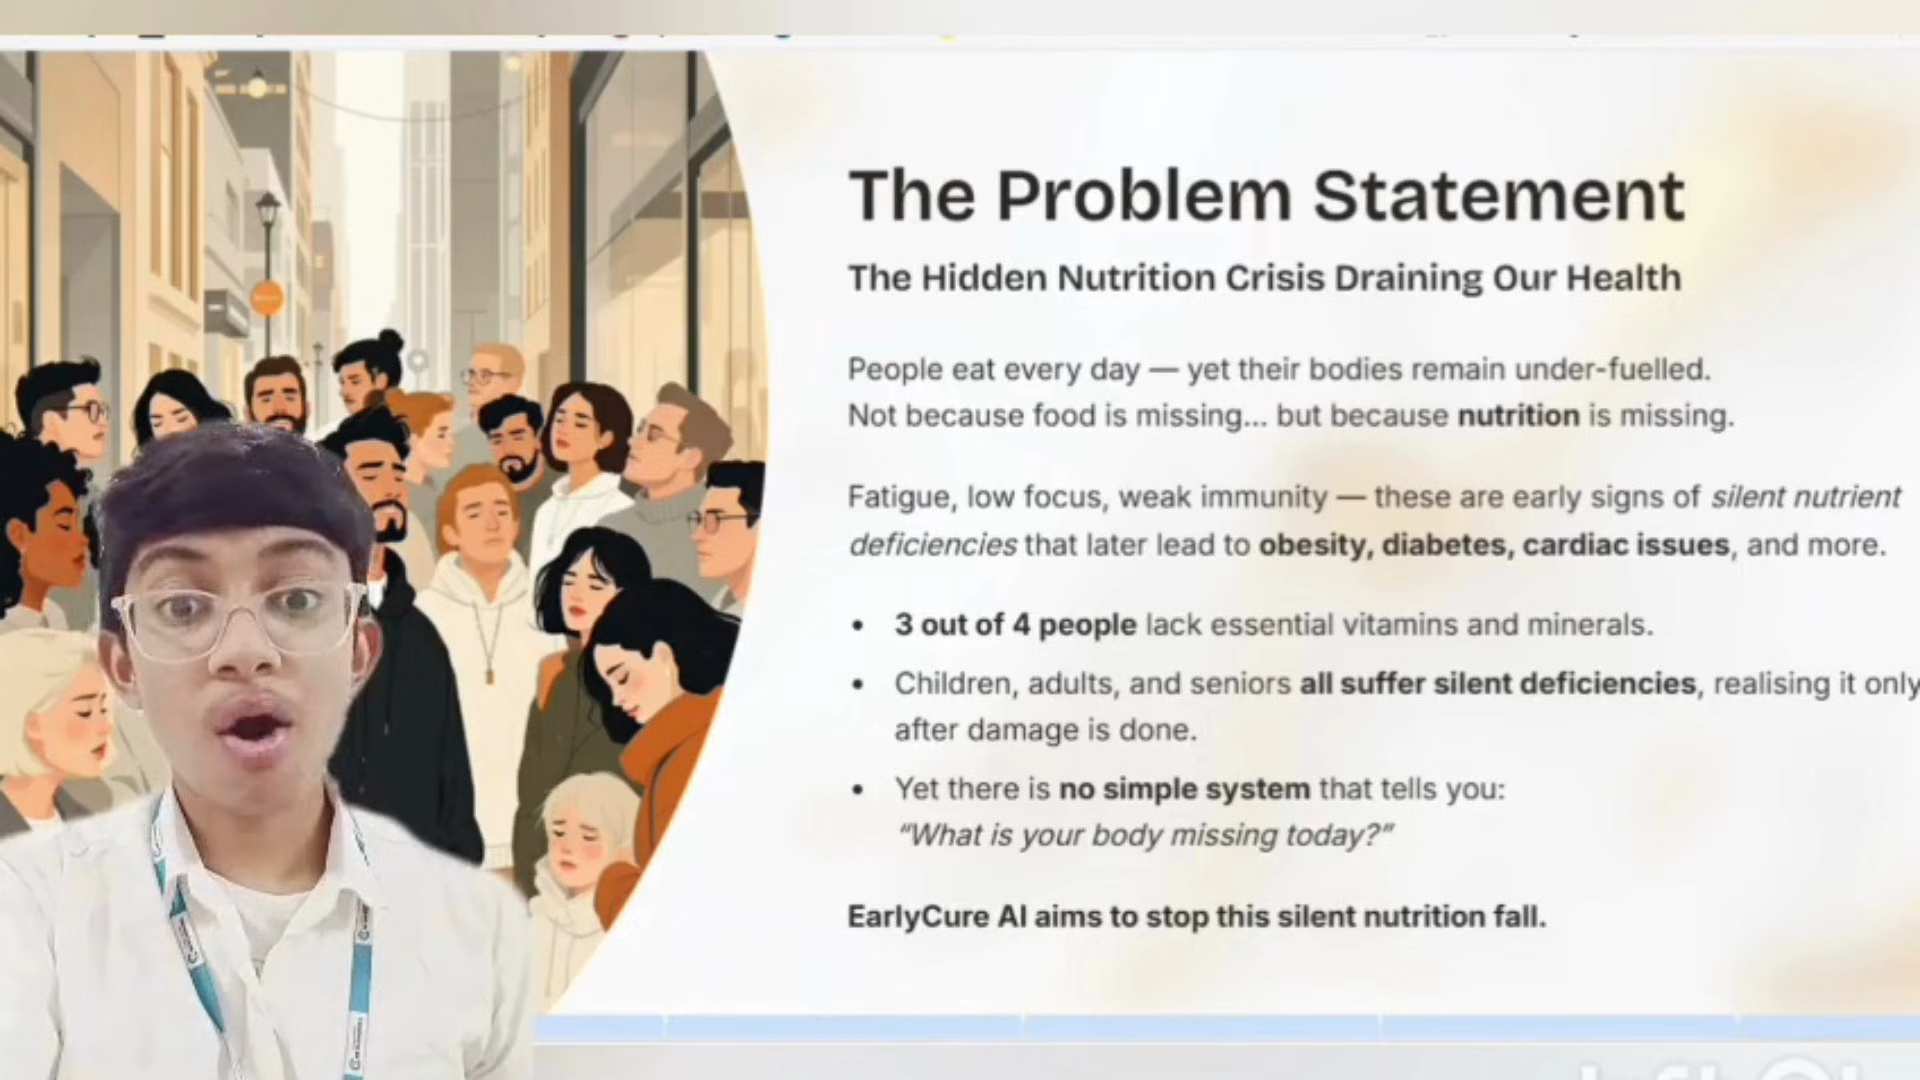 The Problem Statement
The Hidden Nutrition Crisis Draining Our Health
People eat every day — yet their bodies remain under-fuelled.
Not because food is missing... but because nutrition is missing.
Fatigue, low focus, weak immunity — these are early signs of silent nutrient
deficiencies that later lead to obesity, diabetes, cardiac issues, and more.
• 3 out of 4 people lack essential vitamins and minerals.
• Children, adults, and seniors all suffer silent deficiencies, realising it only
after damage is done.
• Yet there is no simple system that tells you:
“What is your body missing today?”
EarlyCure AI aims to stop this silent nutrition fall.